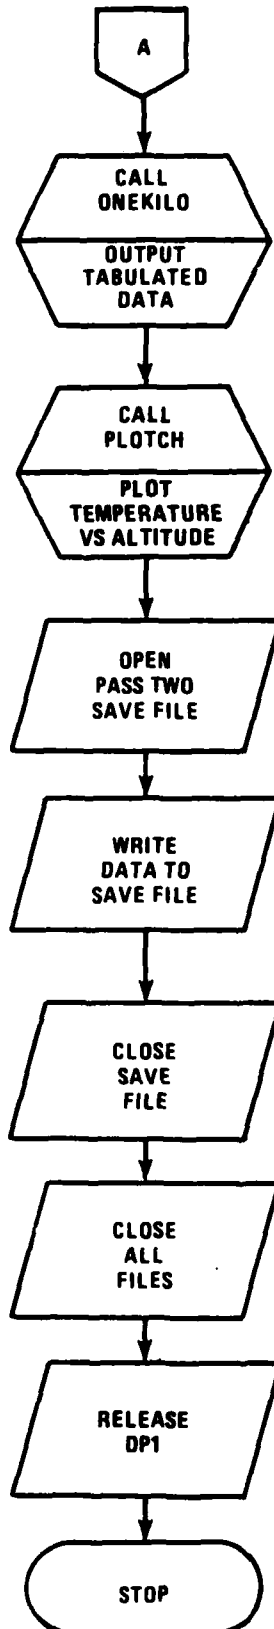 A
CALL
ONEKILO
OUTPUT
TABULATED
DATA
CALL
PLOTCH
PLOT
TEMPERATURE
VS ALTITUDE
OPEN
PASS TWO
SAVE FILE
WRITE
DATA TO
SAVE FILE
CLOSE
SAVE
FILE
CLOSE
ALL
FILES
RELEASE
DP1
STOP